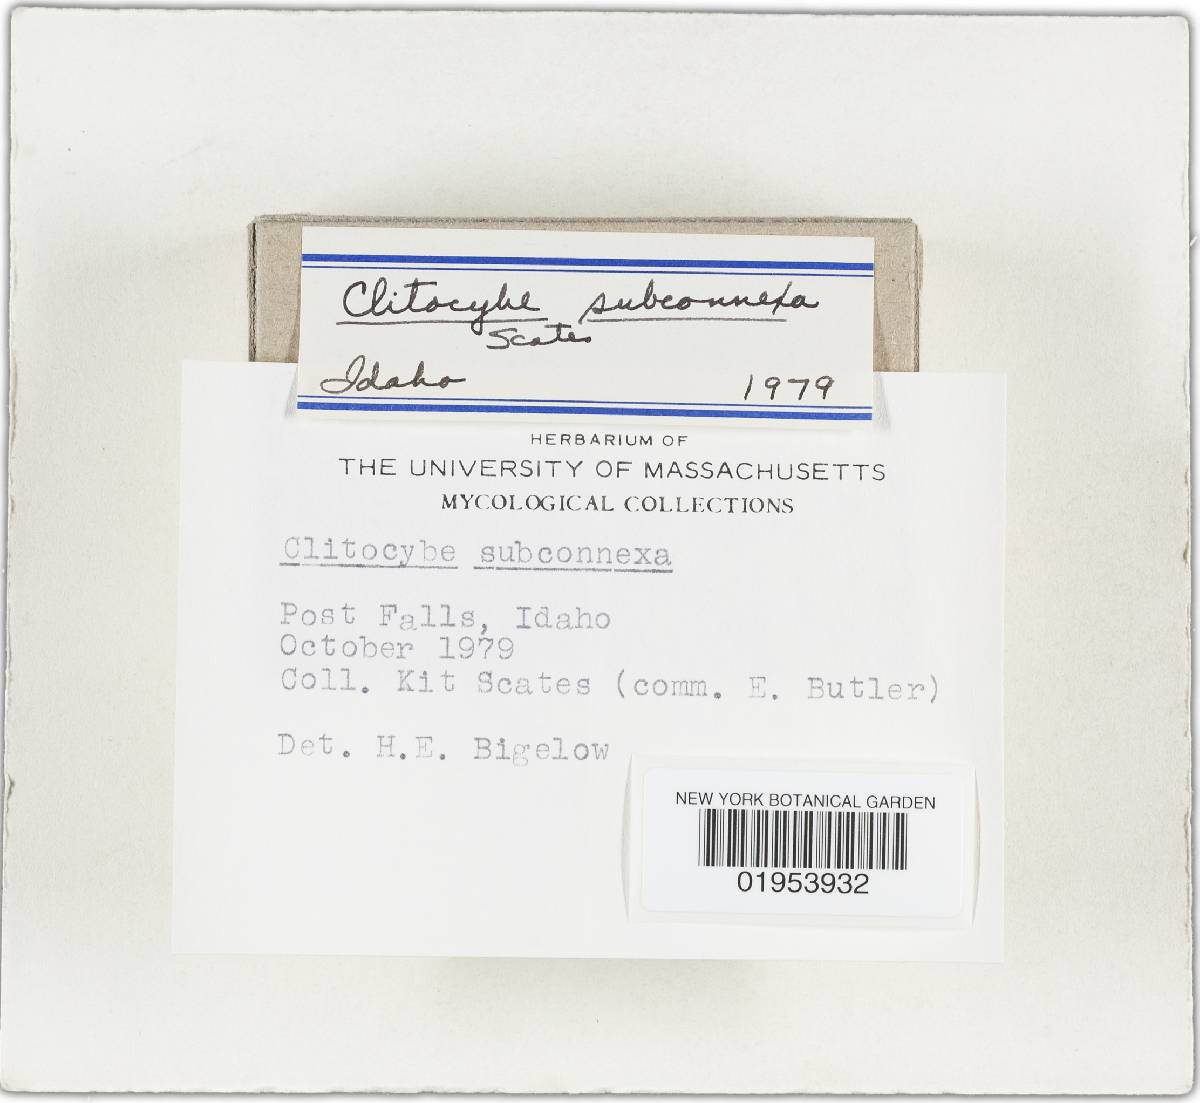 Clitocybe subconnexa
Scates
Idaho 1979
HERBARIUM OF
THE UNIVERSITY OF MASSACHUSETTS
MYCOLOGICAL COLLECTIONS
Clitocybe subconnexa
Post Falls, Idaho
October 1979
Coll. Kit Scates (comm. E. Butler)
Det. H.E. Bigelow
NEW YORK BOTANICAL GARDEN
01953932